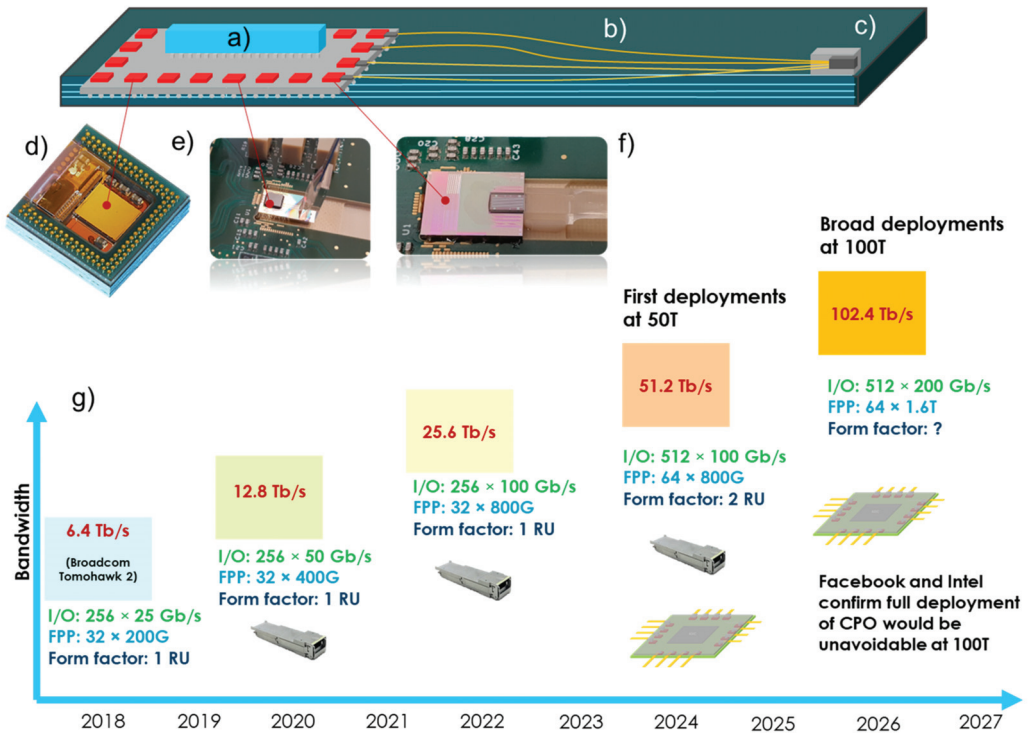 a)
b)
c)
d)
e)
f)
C43
U1
g)
Bandwidth
6.4 Tb/s
(Broadcom
Tomohawk 2)
I/O: 256 × 25 Gb/s
FPP: 32 × 200G
Form factor: 1 RU
12.8 Tb/s
I/O: 256 × 50 Gb/s
FPP: 32 × 400G
Form factor: 1 RU
25.6 Tb/s
I/O: 256 × 100 Gb/s
FPP: 32 × 800G
Form factor: 1 RU
First deployments
at 50T
51.2 Tb/s
I/O: 512 × 100 Gb/s
FPP: 64 × 800G
Form factor: 2 RU
Broad deployments
at 100T
102.4 Tb/s
I/O: 512 × 200 Gb/s
FPP: 64 × 1.6T
Form factor: ?
Facebook and Intel
confirm full deployment
of CPO would be
unavoidable at 100T
2018 2019 2020 2021 2022 2023 2024 2025 2026 2027